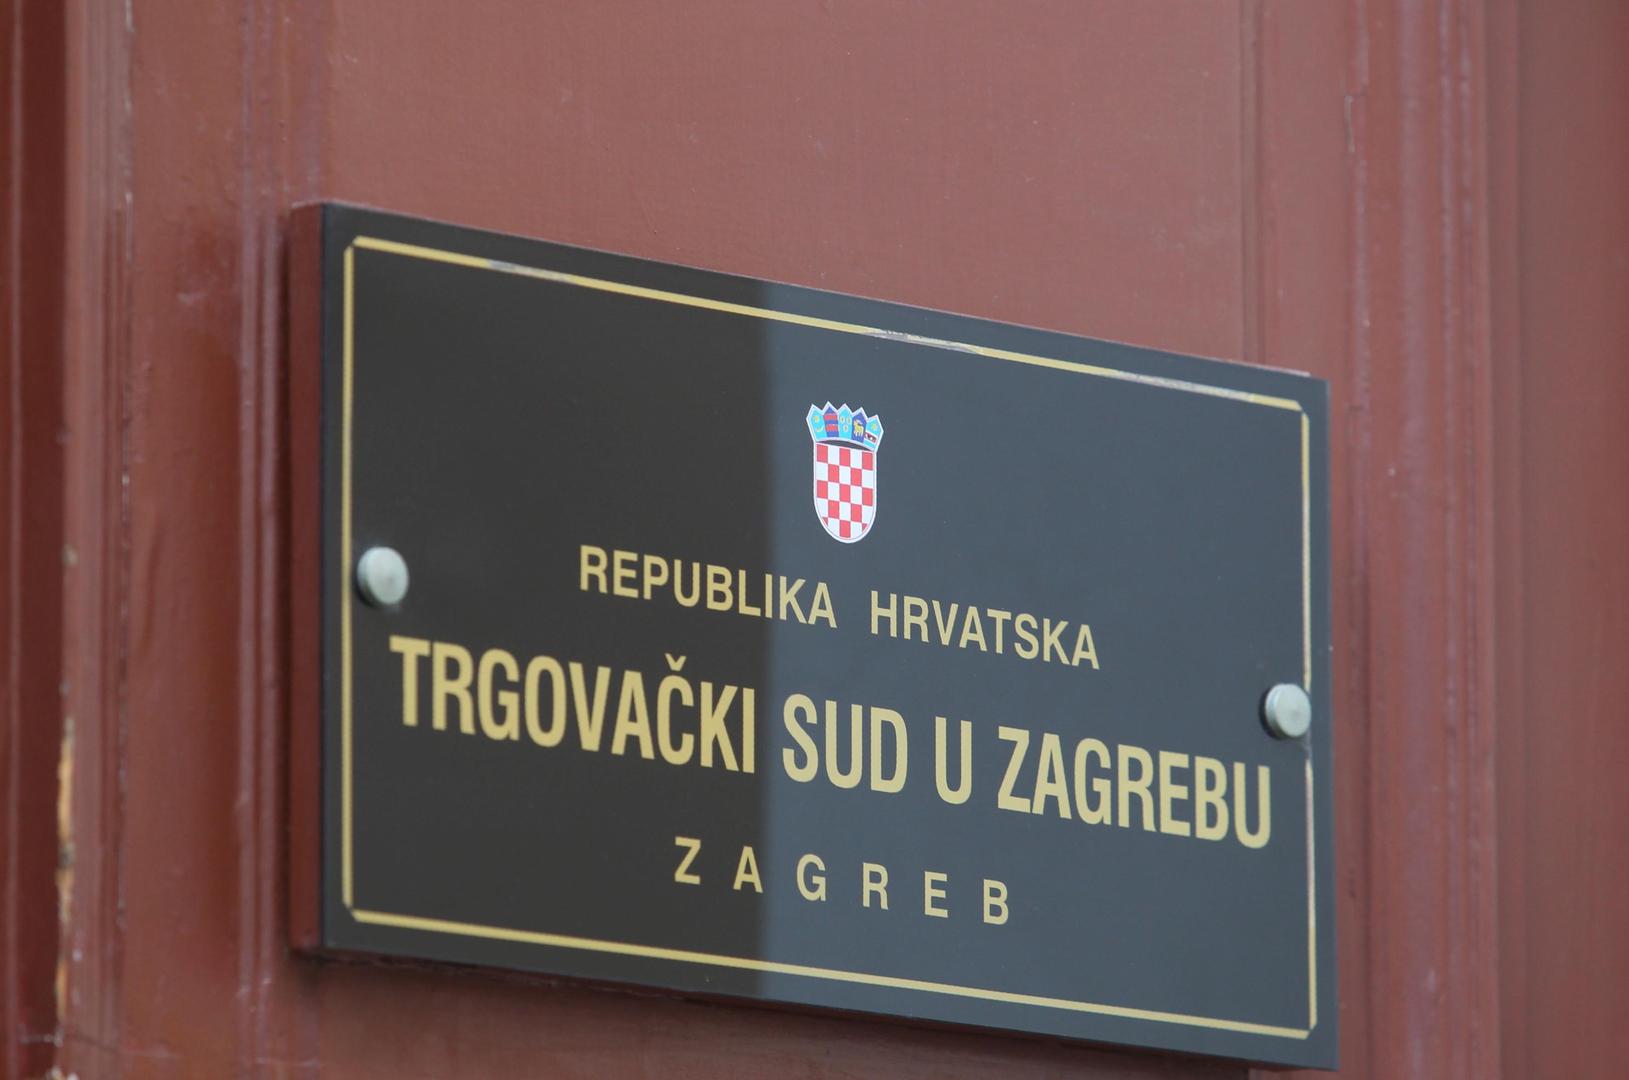 REPUBLIKA HRVATSKA
TRGOVAČKI SUD U ZAGREBU
ZAGREB